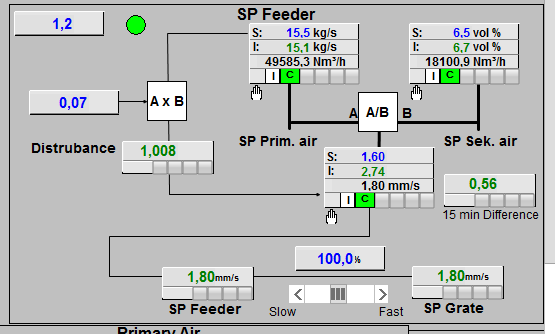 SP Feeder
1,2
S: 15,5 kg/s
I: 15,1 kg/s
49585,3 Nm³/h
I C
S: 6,5 vol %
I: 6,7 vol %
18100,9 Nm³/h
I C
0,07
A x B
A A/B B
SP Prim. air
SP Sek. air
Distrubance
1,008
S: 1,60
I: 2,74
1,80 mm/s
I C
0,56
15 min Difference
100,0%
1,80mm/s
1,80mm/s
SP Feeder
SP Grate
Slow
Fast
Primary Air